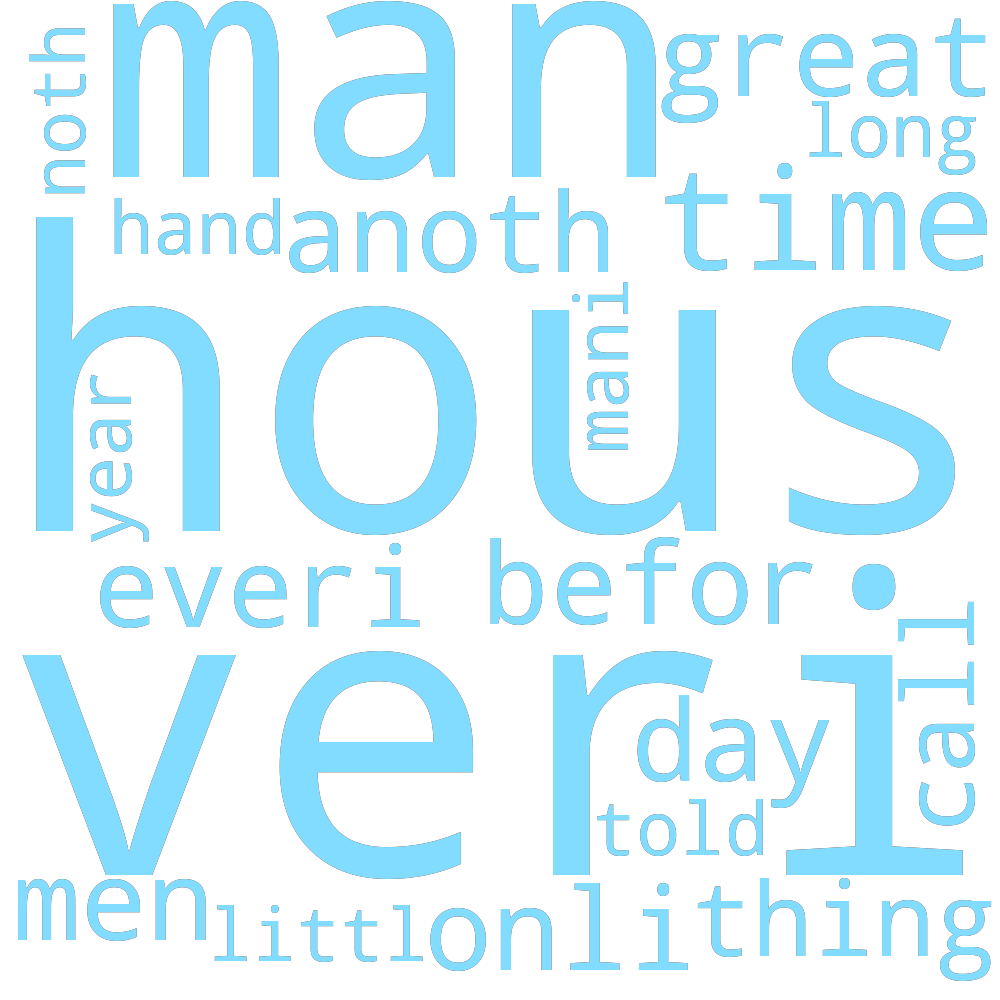 noth
man
great
long
hand
anoth
time
hous
mani
year
everi
befor
veri
call
day
told
men
littl
onli
thing